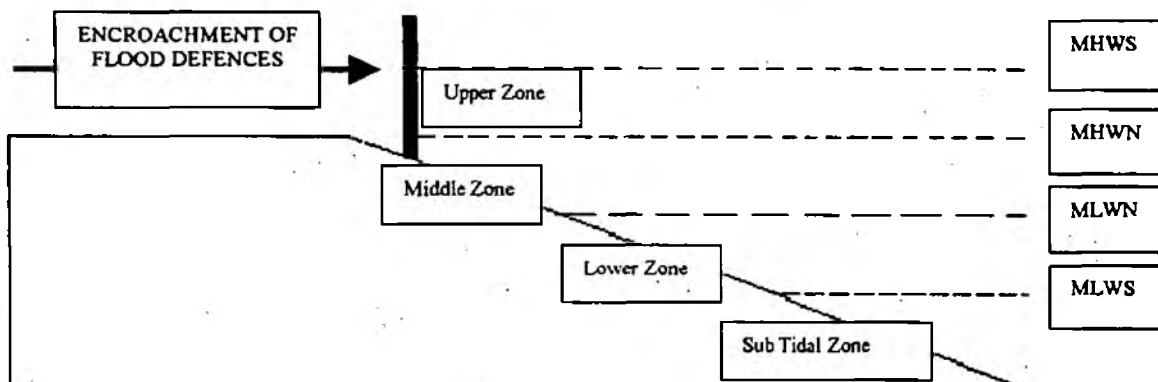 ENCROACHMENT OF
FLOOD DEFENCES
MHWS
Upper Zone
MHWN
Middle Zone
MLWN
Lower Zone
MLWS
Sub Tidal Zone